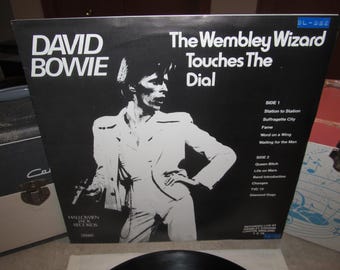 DAVID
BOWIE
The Wembley Wizard
Touches The
Dial
SIDE 1
Station to Station
Suffragette City
Fame
Word on a Wing
Waiting for the Man
SIDE 2
Queen Bitch
Life on Mars
Band Introduction
Changes
TVC 15
Diamond Dogs
HALLOWEEN
JACK
RECORDS